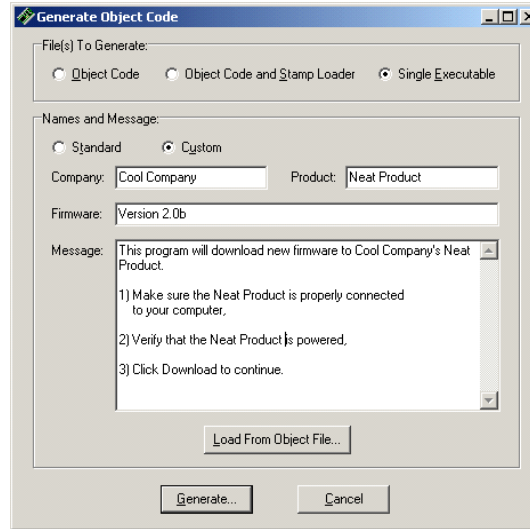 Generate Object Code
File(s) To Generate:
Object Code
Object Code and Stamp Loader
Single Executable
Names and Message:
Standard
Custom
Company: Cool Company
Product: Neat Product
Firmware: Version 2.0b
Message: This program will download new firmware to Cool Company's Neat
Product.
1) Make sure the Neat Product is properly connected
to your computer,
2) Verify that the Neat Product is powered,
3) Click Download to continue.
Load From Object File...
Generate...
Cancel